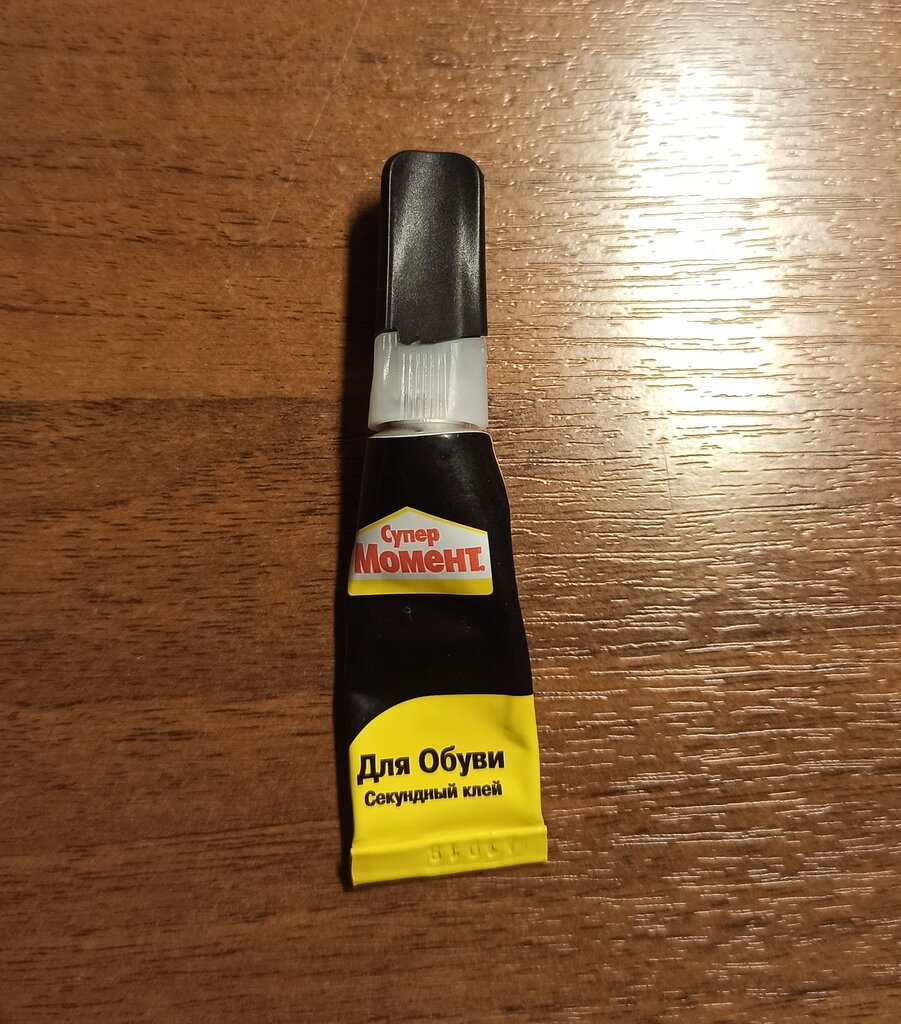 Супер
Момент.
Для Обуви
Секундный клей